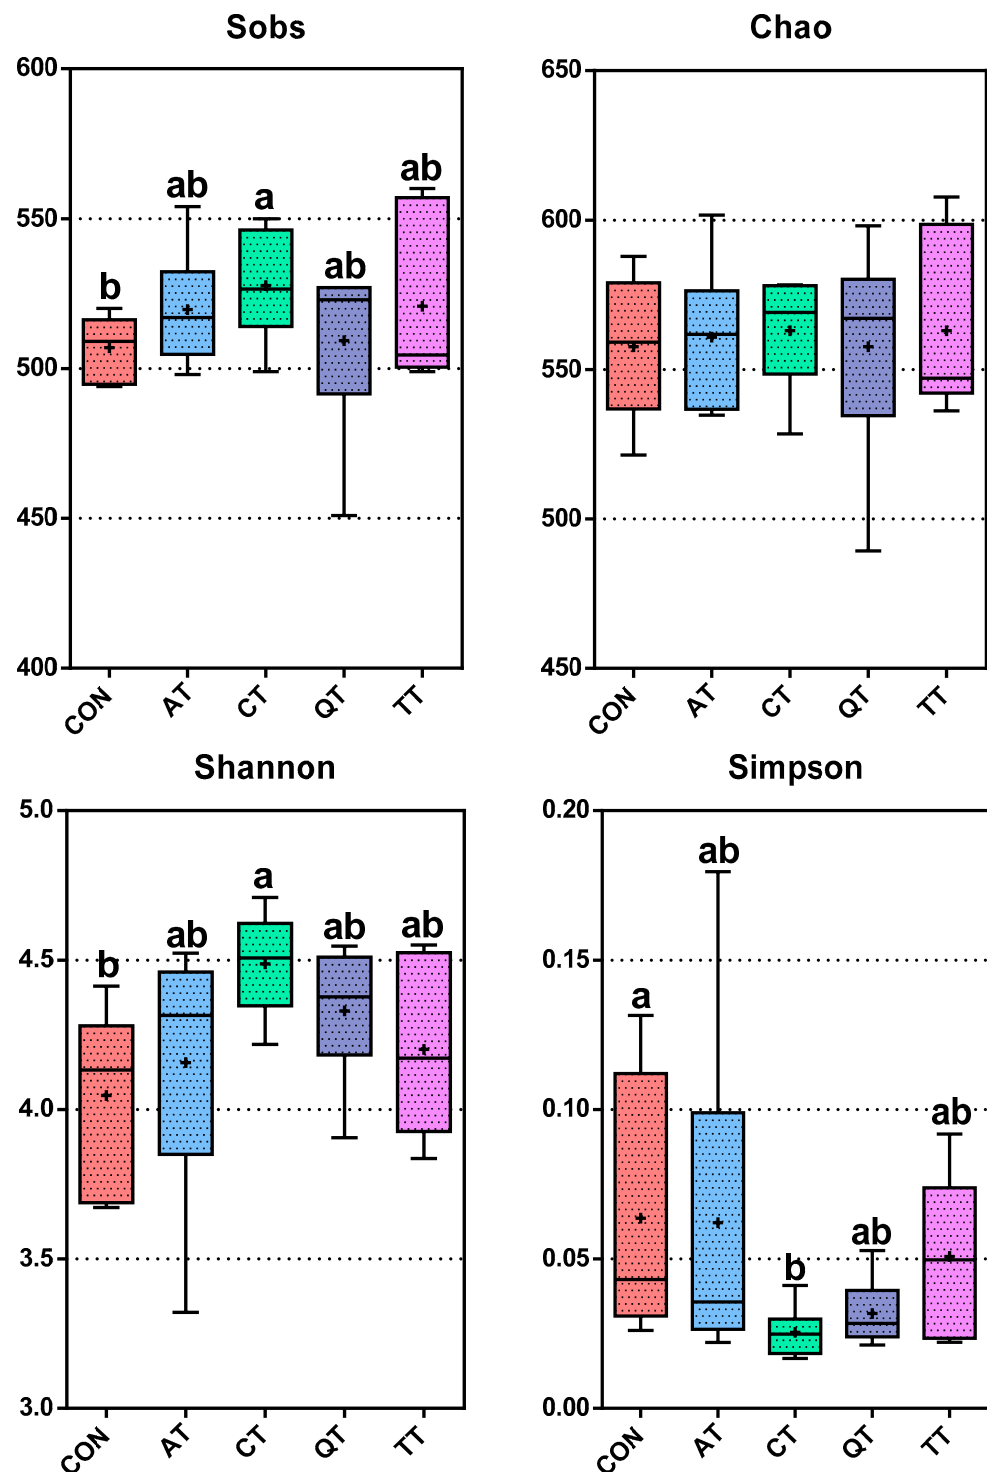 Sobs
600
550
500
450
400
b
ab
a
ab
ab
CON
AT
CT
QT
TT
Chao
650
600
550
500
450
CON
AT
CT
QT
TT
Shannon
5.0
4.5
4.0
3.5
3.0
b
ab
a
ab
ab
CON
AT
CT
QT
TT
Simpson
0.20
0.15
0.10
0.05
0.00
a
ab
b
ab
ab
CON
AT
CT
QT
TT